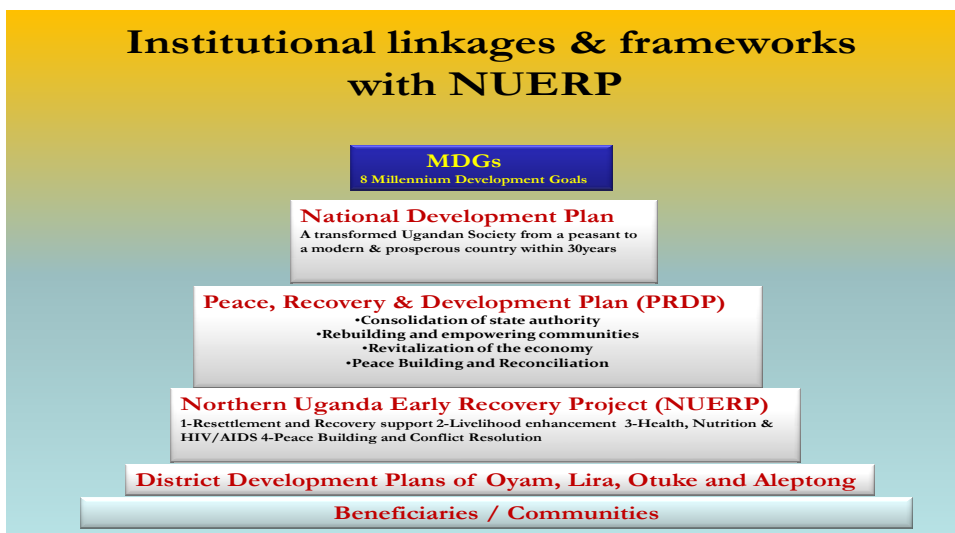 Institutional linkages & frameworks
with NUERP
MDGs
8 Millennium Development Goals
National Development Plan
A transformed Ugandan Society from a peasant to
a modern & prosperous country within 30years
Peace, Recovery & Development Plan (PRDP)
•Consolidation of state authority
•Rebuilding and empowering communities
•Revitalization of the economy
•Peace Building and Reconciliation
Northern Uganda Early Recovery Project (NUERP)
1-Resettlement and Recovery support 2-Livelihood enhancement 3-Health, Nutrition &
HIV/AIDS 4-Peace Building and Conflict Resolution
District Development Plans of Oyam, Lira, Otuke and Aleptong
Beneficiaries / Communities